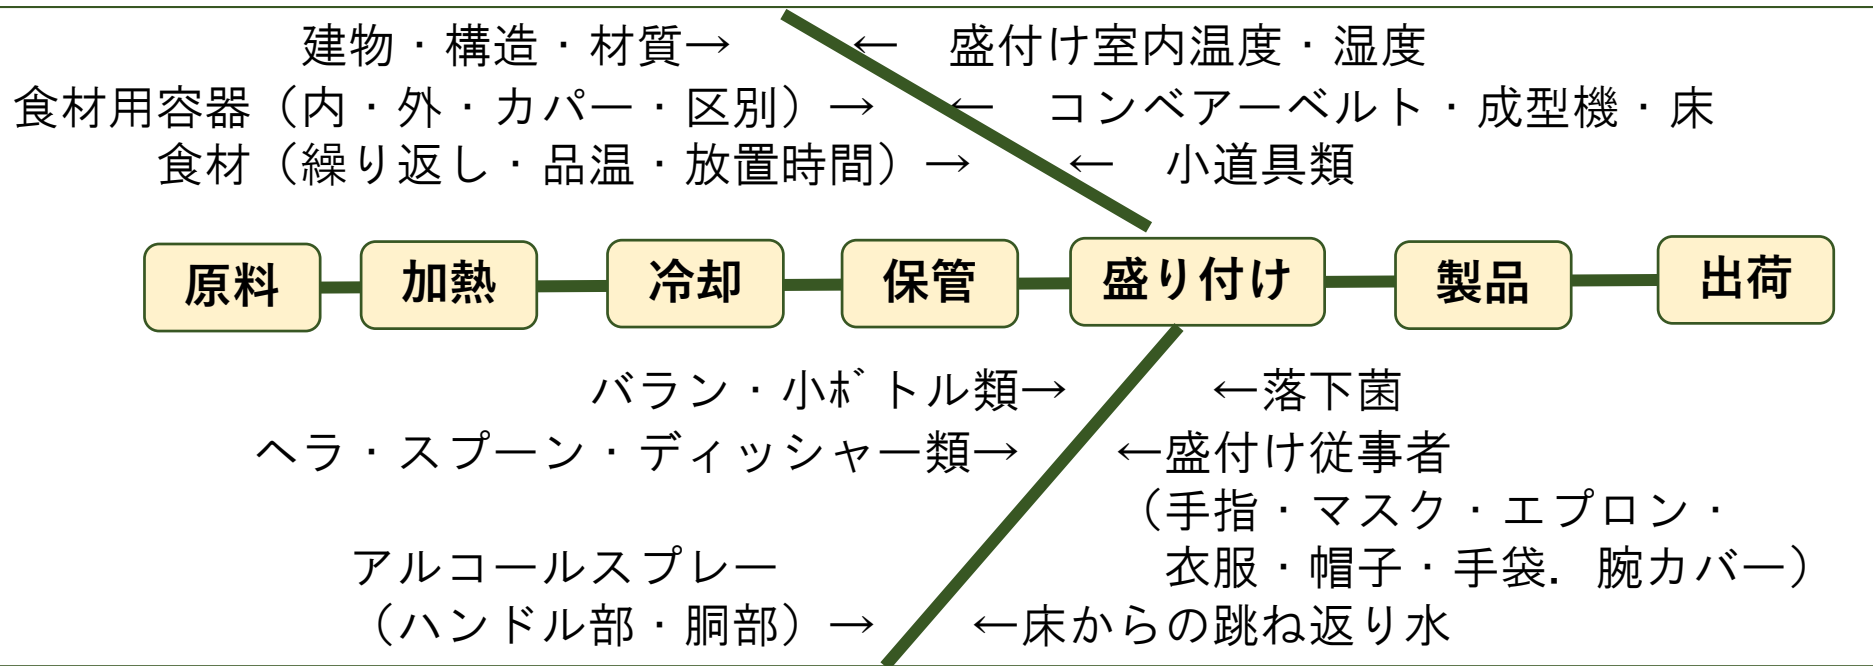 建物・構造・材質→ ← 盛付け室内温度・湿度
食材用容器（内・外・カバー・区別）→ ← コンベアーベルト・成型機・床
食材（繰り返し・品温・放置時間）→ ← 小道具類
原料 加熱 冷却 保管 盛り付け 製品 出荷
バラン・小ﾎﾞトル類→ ←落下菌
ヘラ・スプーン・ディッシャー類→ ←盛付け従事者
（手指・マスク・エプロン・
アルコールスプレー 衣服・帽子・手袋．腕カバー）
（ハンドル部・胴部）→ ←床からの跳ね返り水